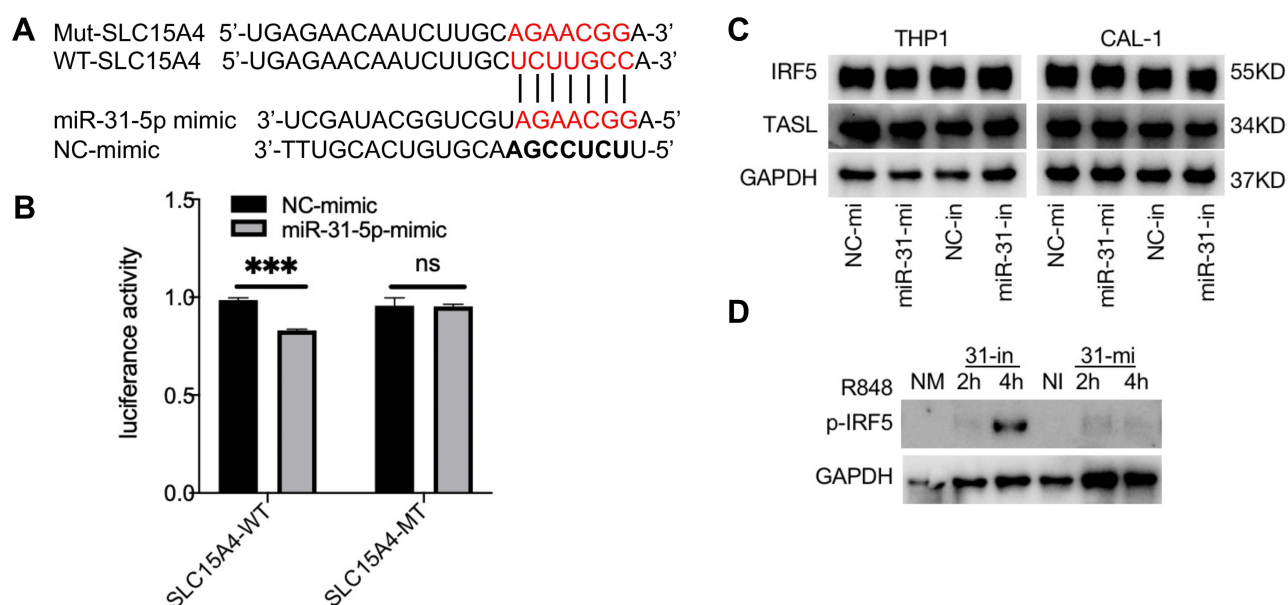 A
Mut-SLC15A4 5’-UGAGAACAAUCUUGCAGAACGGA-3’
WT-SLC15A4 5’-UGAGAACAAUCUUGCUCUUGCCA-3’
miR-31-5p mimic 3’-UCGAUACGGUCGUAGAACGGA-5’
NC-mimic 3’-TTUGCACUGUGCAAAGCCUCUU-5’
B
NC-mimic
miR-31-5p-mimic
luciferance activity
1.5
1.0
0.5
0.0
***
ns
SLC15A4-WT
SLC15A4-MT
C
THP1 CAL-1
IRF5 55KD
TASL 34KD
GAPDH 37KD
NC-mi miR-31-mi NC-in miR-31-in NC-mi miR-31-mi NC-in miR-31-in
D
31-in 31-mi
R848 NM 2h 4h NI 2h 4h
p-IRF5
GAPDH